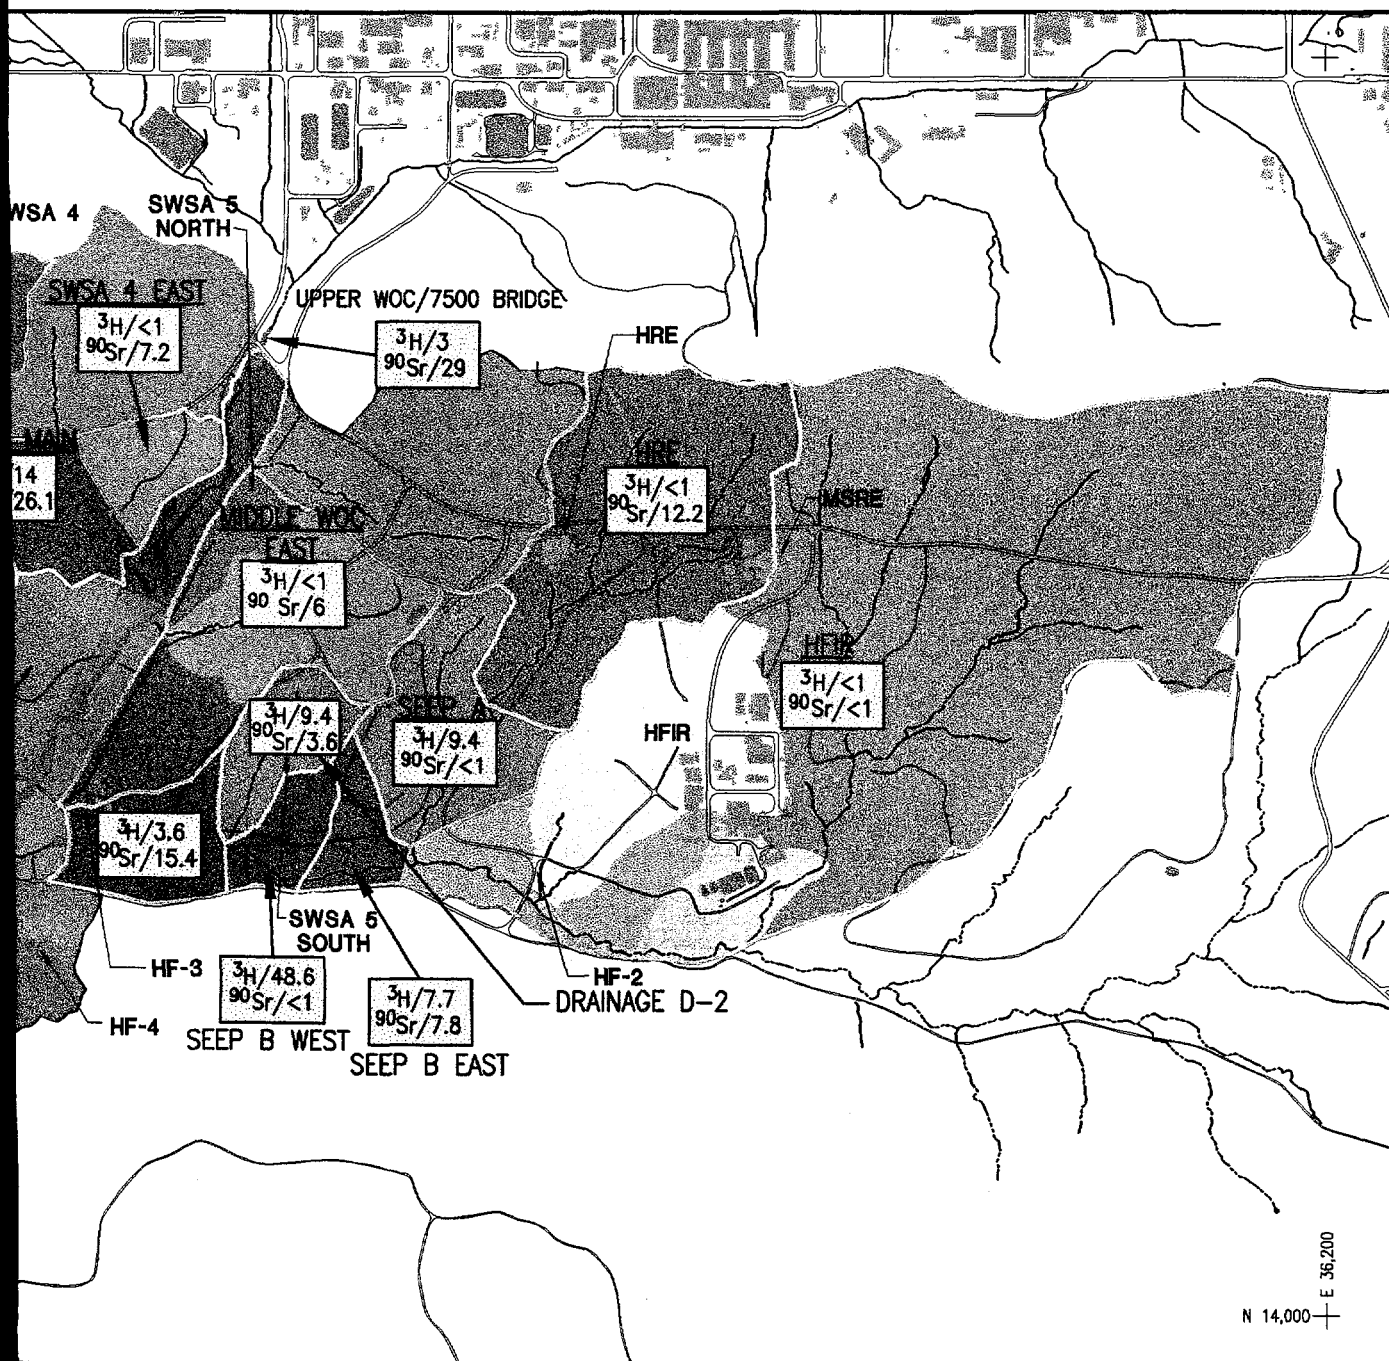 WSA 4
SWSA 5
NORTH
SWSA 4 EAST
³H/<1
⁹⁰Sr/7.2
UPPER WOC/7500 BRIDGE
³H/3
⁹⁰Sr/29
HRE
MAIN
14
26.1
HRE
³H/<1
⁹⁰Sr/12.2
MSRE
MIDDLE WOC
EAST
³H/<1
⁹⁰ Sr/6
HFIR
³H/<1
⁹⁰Sr/<1
³H/9.4
⁹⁰Sr/3.6
SEEP A
³H/9.4
⁹⁰Sr/<1
HFIR
³H/3.6
⁹⁰Sr/15.4
SWSA 5
SOUTH
HF-3
³H/48.6
⁹⁰Sr/<1
SEEP B WEST
³H/7.7
⁹⁰Sr/7.8
SEEP B EAST
HF-2
DRAINAGE D-2
HF-4
E 36,200
N 14,000